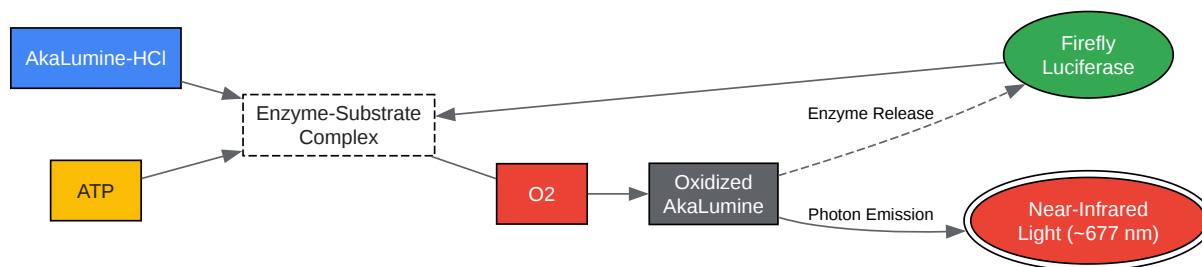 AkaLumine-HCl
ATP
Enzyme-Substrate
Complex
O2
Oxidized
AkaLumine
Enzyme Release
Photon Emission
Firefly
Luciferase
Near-Infrared
Light (~677 nm)